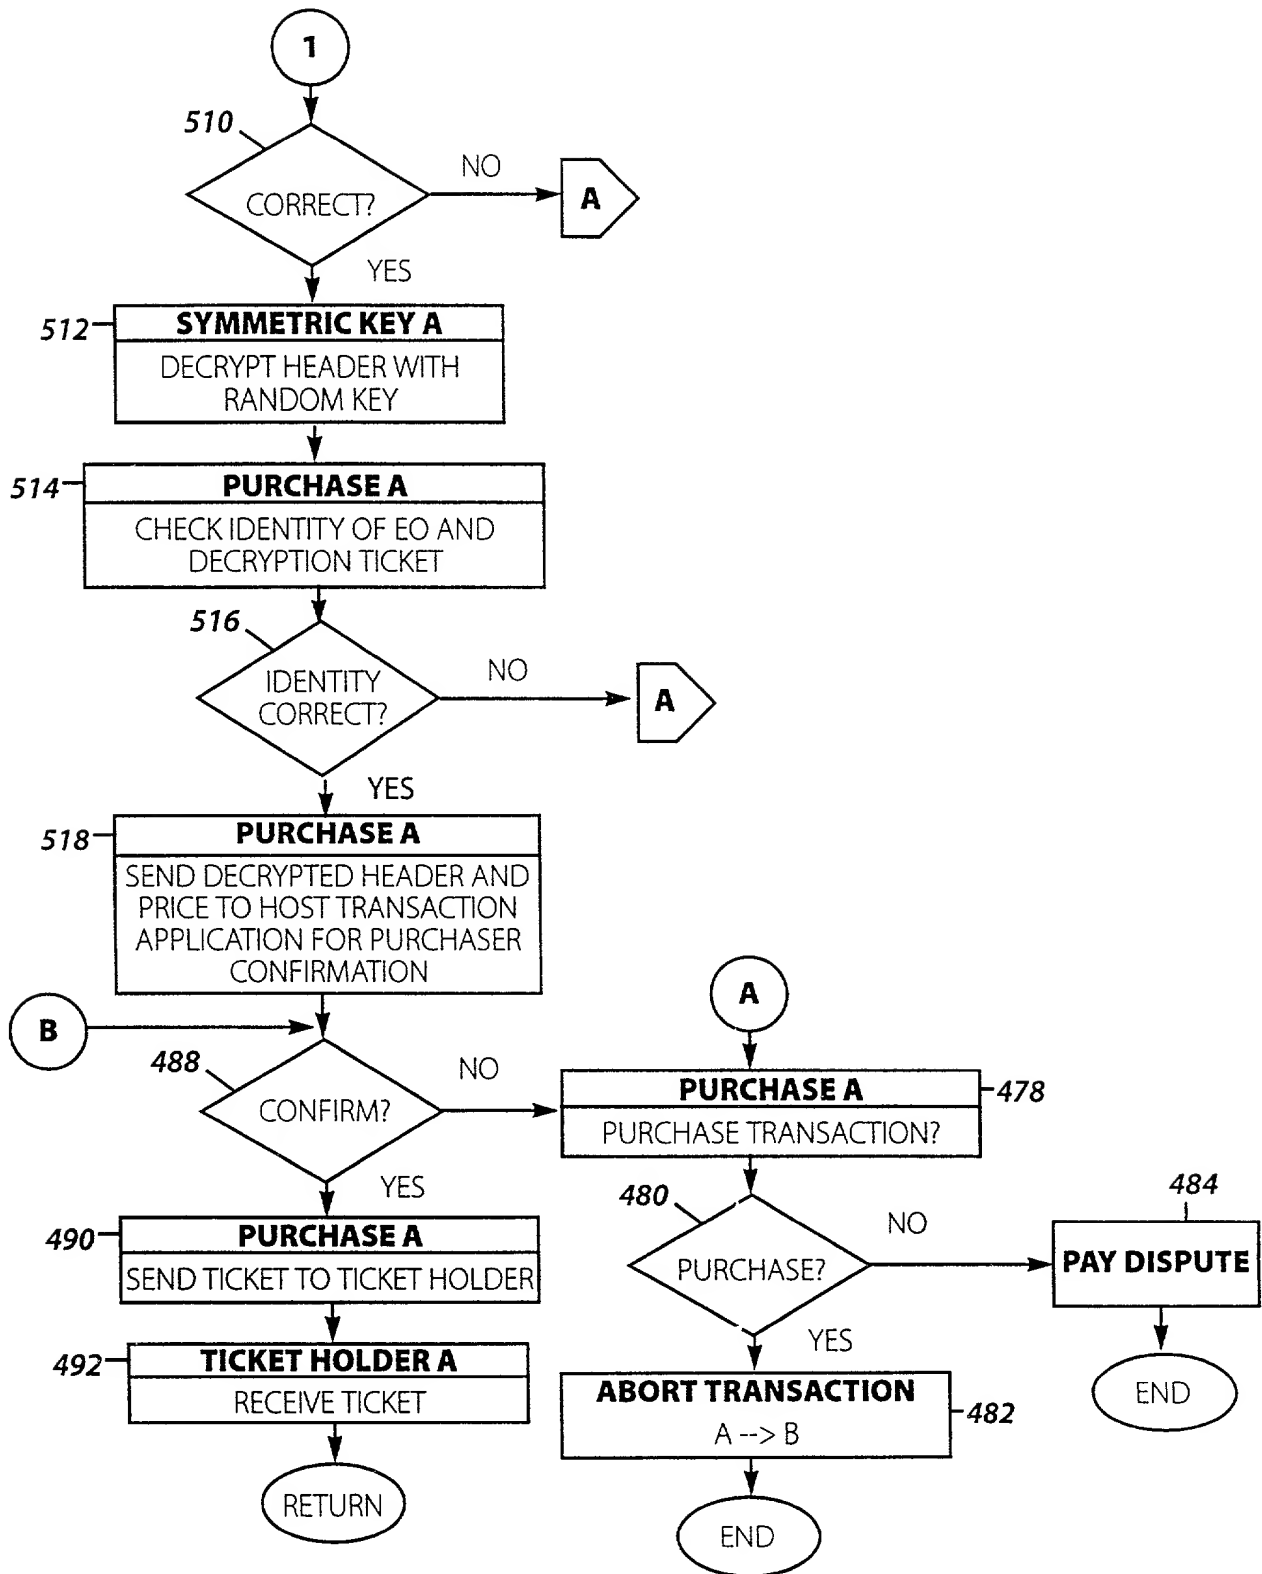 1
510
CORRECT?
NO
A
YES
512
SYMMETRIC KEY A
DECRYPT HEADER WITH
RANDOM KEY
514
PURCHASE A
CHECK IDENTITY OF EO AND
DECRYPTION TICKET
516
IDENTITY
CORRECT?
NO
A
YES
518
PURCHASE A
SEND DECRYPTED HEADER AND
PRICE TO HOST TRANSACTION
APPLICATION FOR PURCHASER
CONFIRMATION
B
488
CONFIRM?
NO
YES
490
PURCHASE A
SEND TICKET TO TICKET HOLDER
492
TICKET HOLDER A
RECEIVE TICKET
RETURN
A
PURCHASE A
478
PURCHASE TRANSACTION?
480
PURCHASE?
NO
484
PAY DISPUTE
END
YES
ABORT TRANSACTION
A --> B
482
END